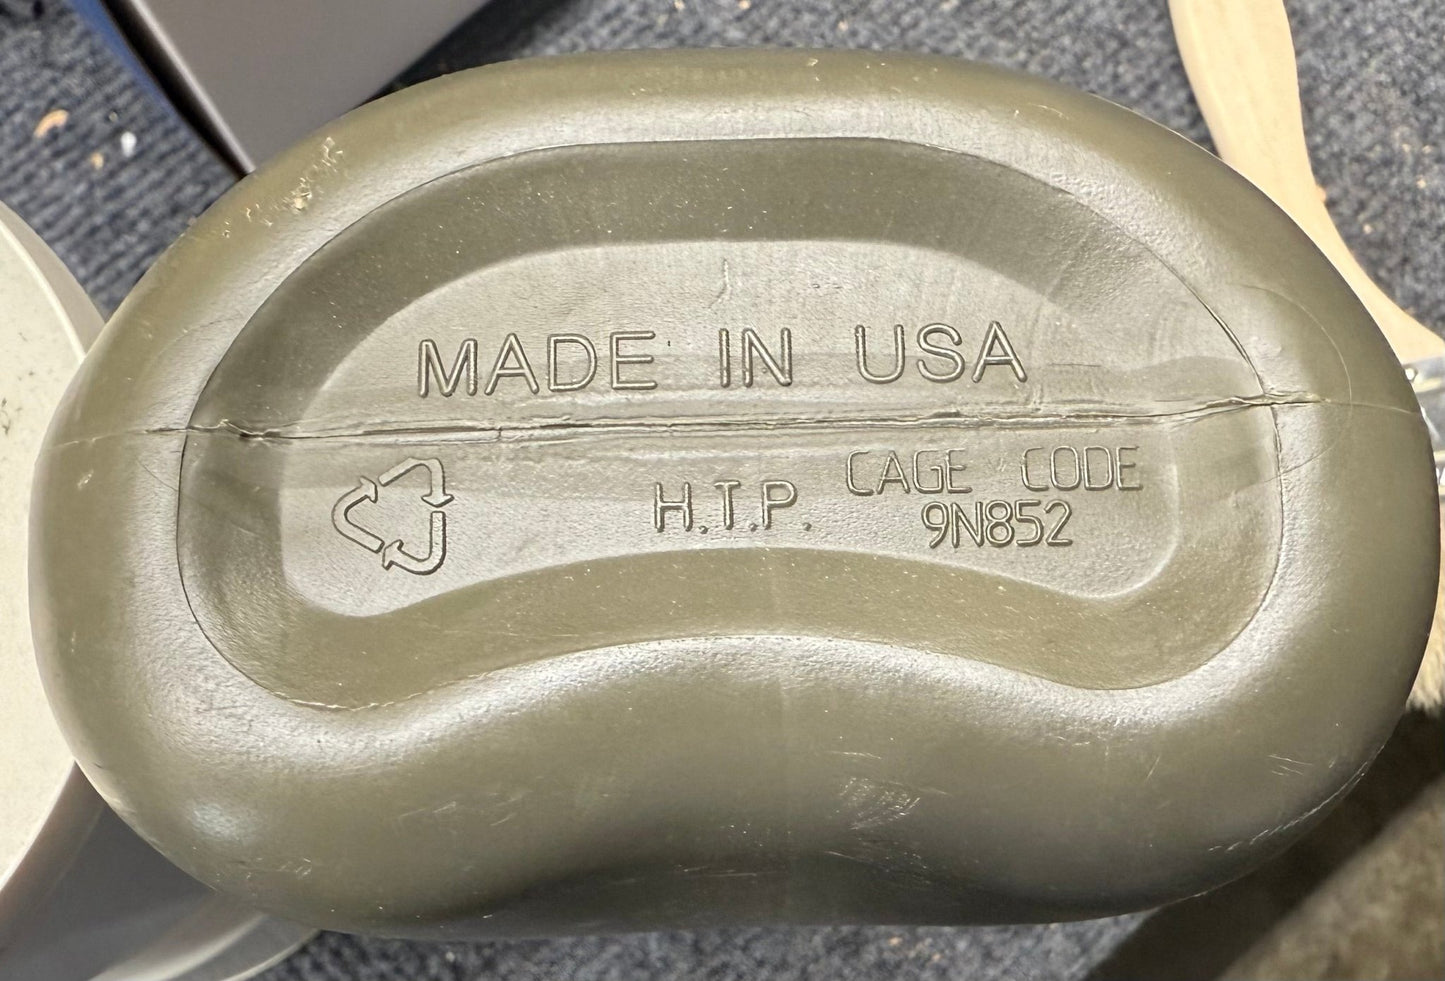 MADE IN USA
H.T.P.
CAGE CODE
9N852